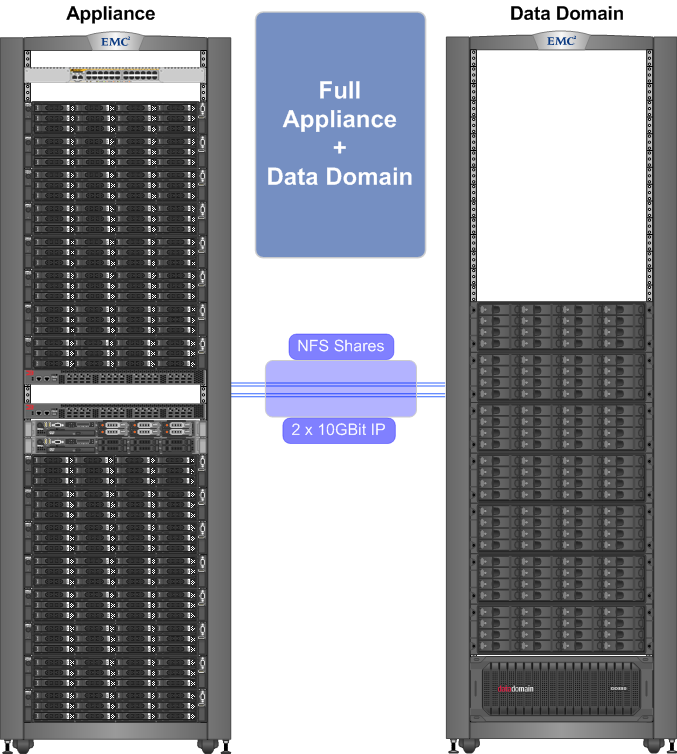 Appliance
Data Domain
EMC²
EMC²
Full
Appliance
+
Data Domain
NFS Shares
2 x 10GBit IP
datadomain